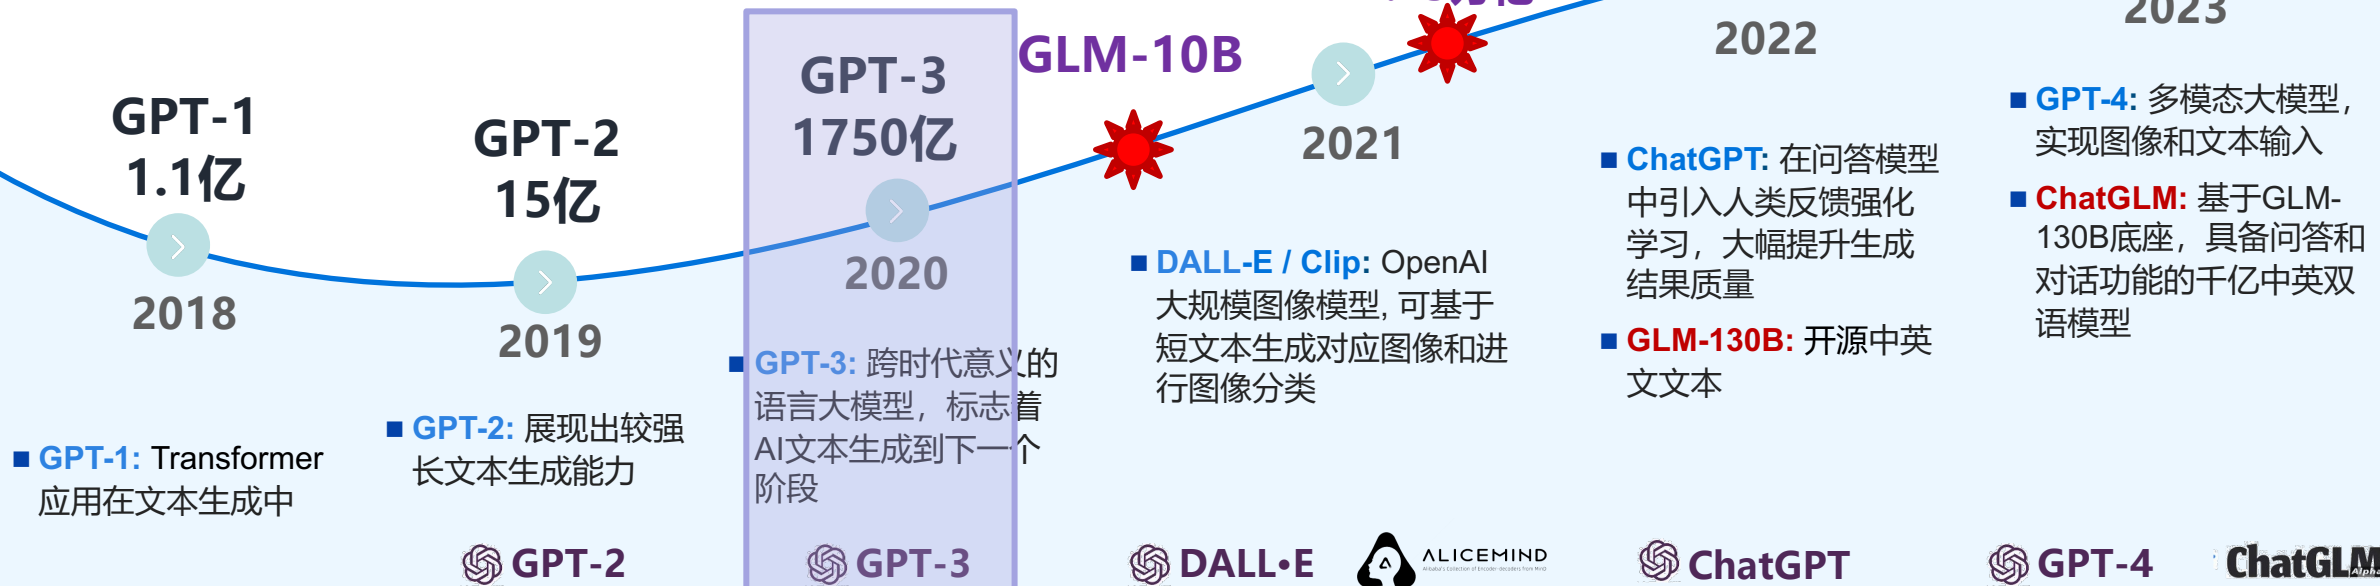 GPT-1
1.1亿
2018
GPT-1: Transformer
应用在文本生成中
GPT-2
15亿
2019
GPT-2: 展现出较强
长文本生成能力
GPT-2
GPT-3
1750亿
2020
GPT-3: 跨时代意义的
语言大模型，标志着
AI文本生成到下一个
阶段
GPT-3
GLM-10B
2021
DALL-E / Clip: OpenAI
大规模图像模型, 可基于
短文本生成对应图像和进
行图像分类
DALL•E
ALICEMIND
Alibaba's Collection of Encoder-decoders from MinD
2022
ChatGPT: 在问答模型
中引入人类反馈强化
学习，大幅提升生成
结果质量
GLM-130B: 开源中英
文文本
ChatGPT
2023
GPT-4: 多模态大模型，
实现图像和文本输入
ChatGLM: 基于GLM-
130B底座，具备问答和
对话功能的千亿中英双
语模型
GPT-4
ChatGLM